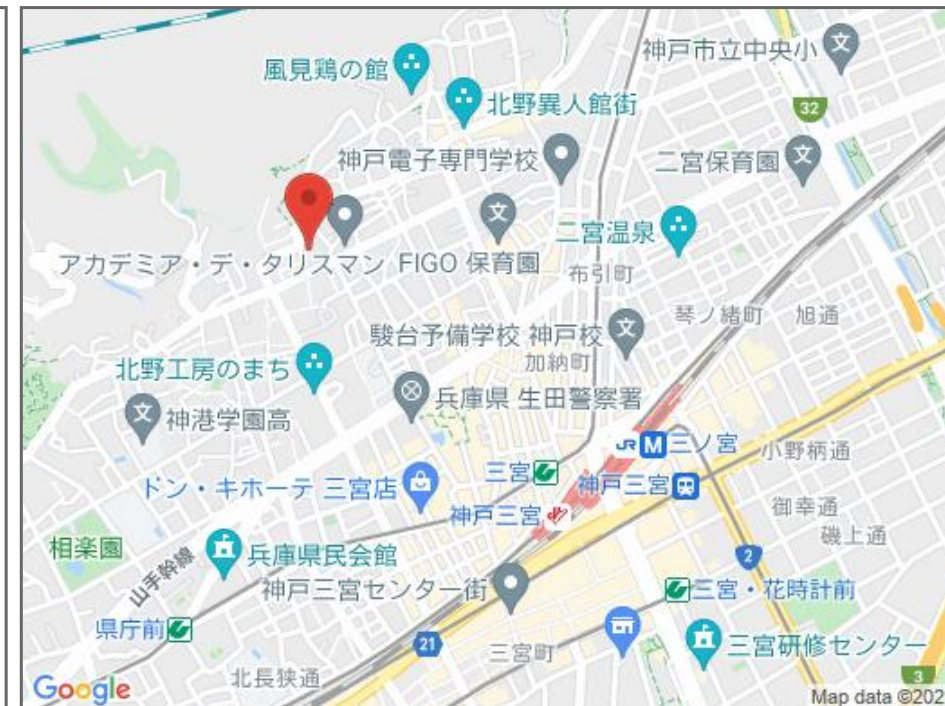 神戸市立中央小
文
風見鶏の館
北野異人館街
32
神戸電子専門学校
二宮保育園
文
文
二宮温泉
アカデミア・デ・タリスマン
FIGO 保育園
布引町
琴ノ緒町
旭通
駿台予備学校 神戸校
文
加納町
北野工房のまち
兵庫県 生田警察署
文
神港学園高
JR
M
三ノ宮
小野柄通
三宮
ドン・キホーテ 三宮店
神戸三宮
神戸三宮
御幸通
磯上通
相楽園
兵庫県民会館
2
山手幹線
神戸三宮センター街
三宮・花時計前
県庁前
21
三宮町
三宮研修センター
北長狭通
3
Google
Map data ©202